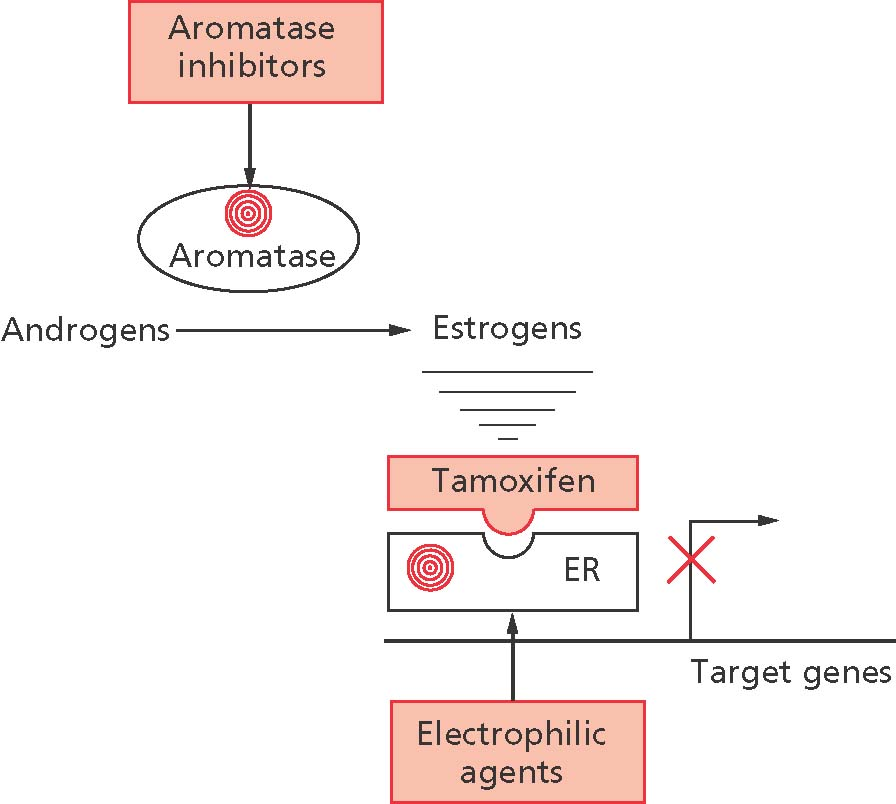 Aromatase
inhibitors
Aromatase
Androgens
Estrogens
Tamoxifen
ER
Target genes
Electrophilic
agents